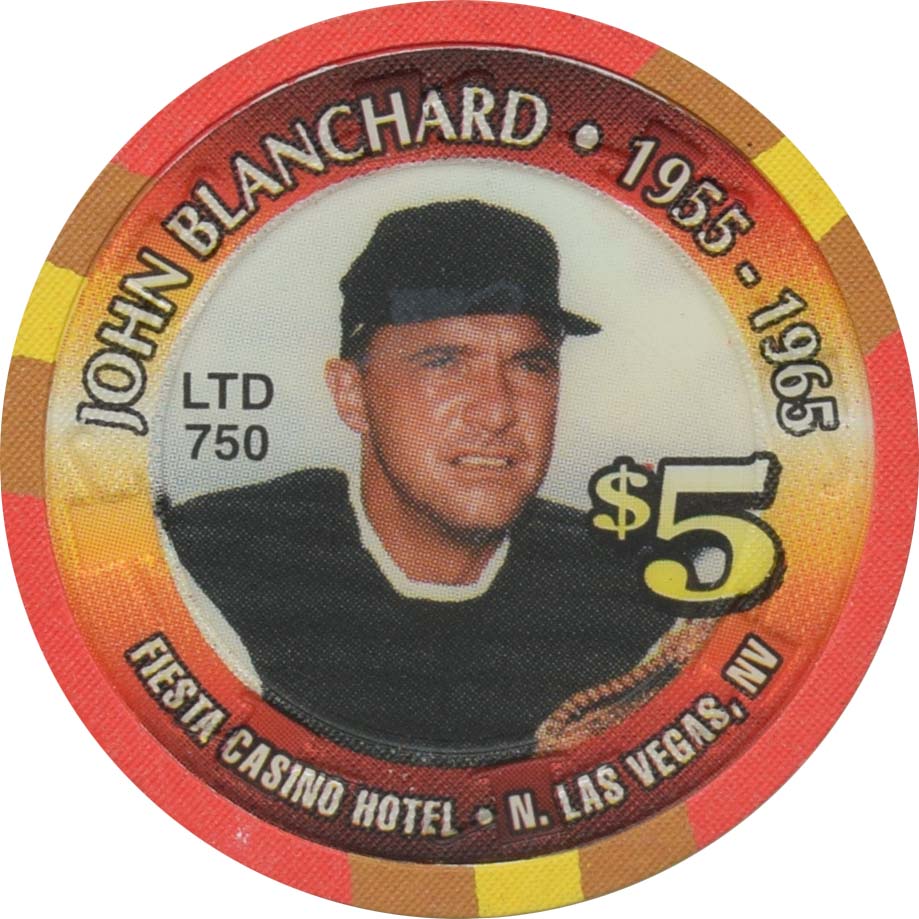 JOHN BLANCHARD • 1955 - 1965
LTD
750
$5
FIESTA CASINO HOTEL • N. LAS VEGAS, NV